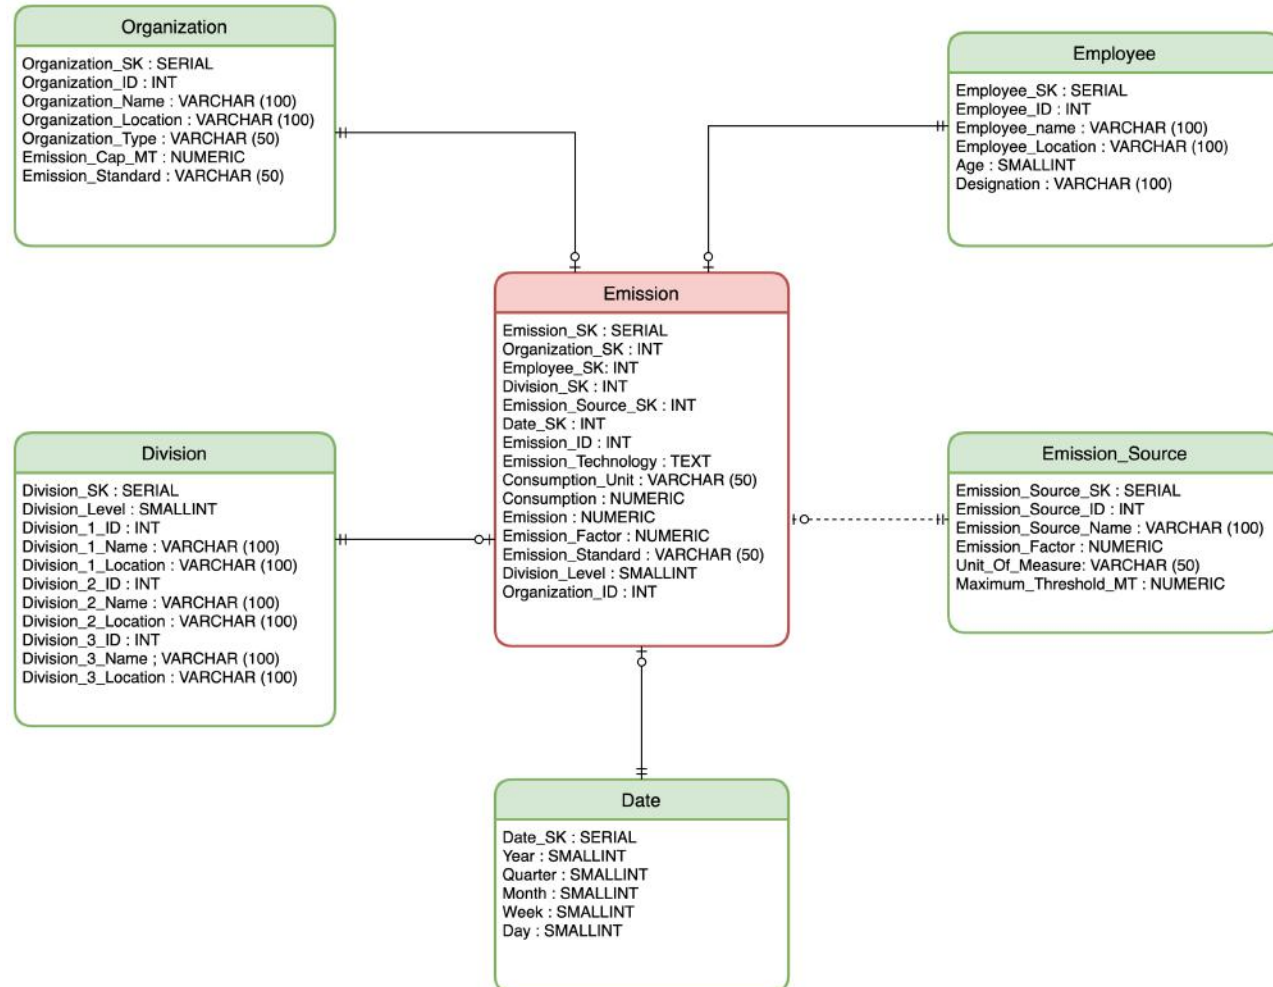 Organization
Organization_SK : SERIAL
Organization_ID : INT
Organization_Name : VARCHAR (100)
Organization_Location : VARCHAR (100)
Organization_Type : VARCHAR (50)
Emission_Cap_MT : NUMERIC
Emission_Standard : VARCHAR (50)
Employee
Employee_SK : SERIAL
Employee_ID : INT
Employee_name : VARCHAR (100)
Employee_Location : VARCHAR (100)
Age : SMALLINT
Designation : VARCHAR (100)
Emission
Emission_SK : SERIAL
Organization_SK : INT
Employee_SK: INT
Division_SK : INT
Emission_Source_SK : INT
Date_SK : INT
Emission_ID : INT
Emission_Technology : TEXT
Consumption_Unit : VARCHAR (50)
Consumption : NUMERIC
Emission : NUMERIC
Emission_Factor : NUMERIC
Emission_Standard : VARCHAR (50)
Division_Level : SMALLINT
Organization_ID : INT
Division
Division_SK : SERIAL
Division_Level : SMALLINT
Division_1_ID : INT
Division_1_Name : VARCHAR (100)
Division_1_Location : VARCHAR (100)
Division_2_ID : INT
Division_2_Name : VARCHAR (100)
Division_2_Location : VARCHAR (100)
Division_3_ID : INT
Division_3_Name ; VARCHAR (100)
Division_3_Location : VARCHAR (100)
Emission_Source
Emission_Source_SK : SERIAL
Emission_Source_ID : INT
Emission_Source_Name : VARCHAR (100)
Emission_Factor : NUMERIC
Unit_Of_Measure: VARCHAR (50)
Maximum_Threshold_MT : NUMERIC
Date
Date_SK : SERIAL
Year : SMALLINT
Quarter : SMALLINT
Month : SMALLINT
Week : SMALLINT
Day : SMALLINT